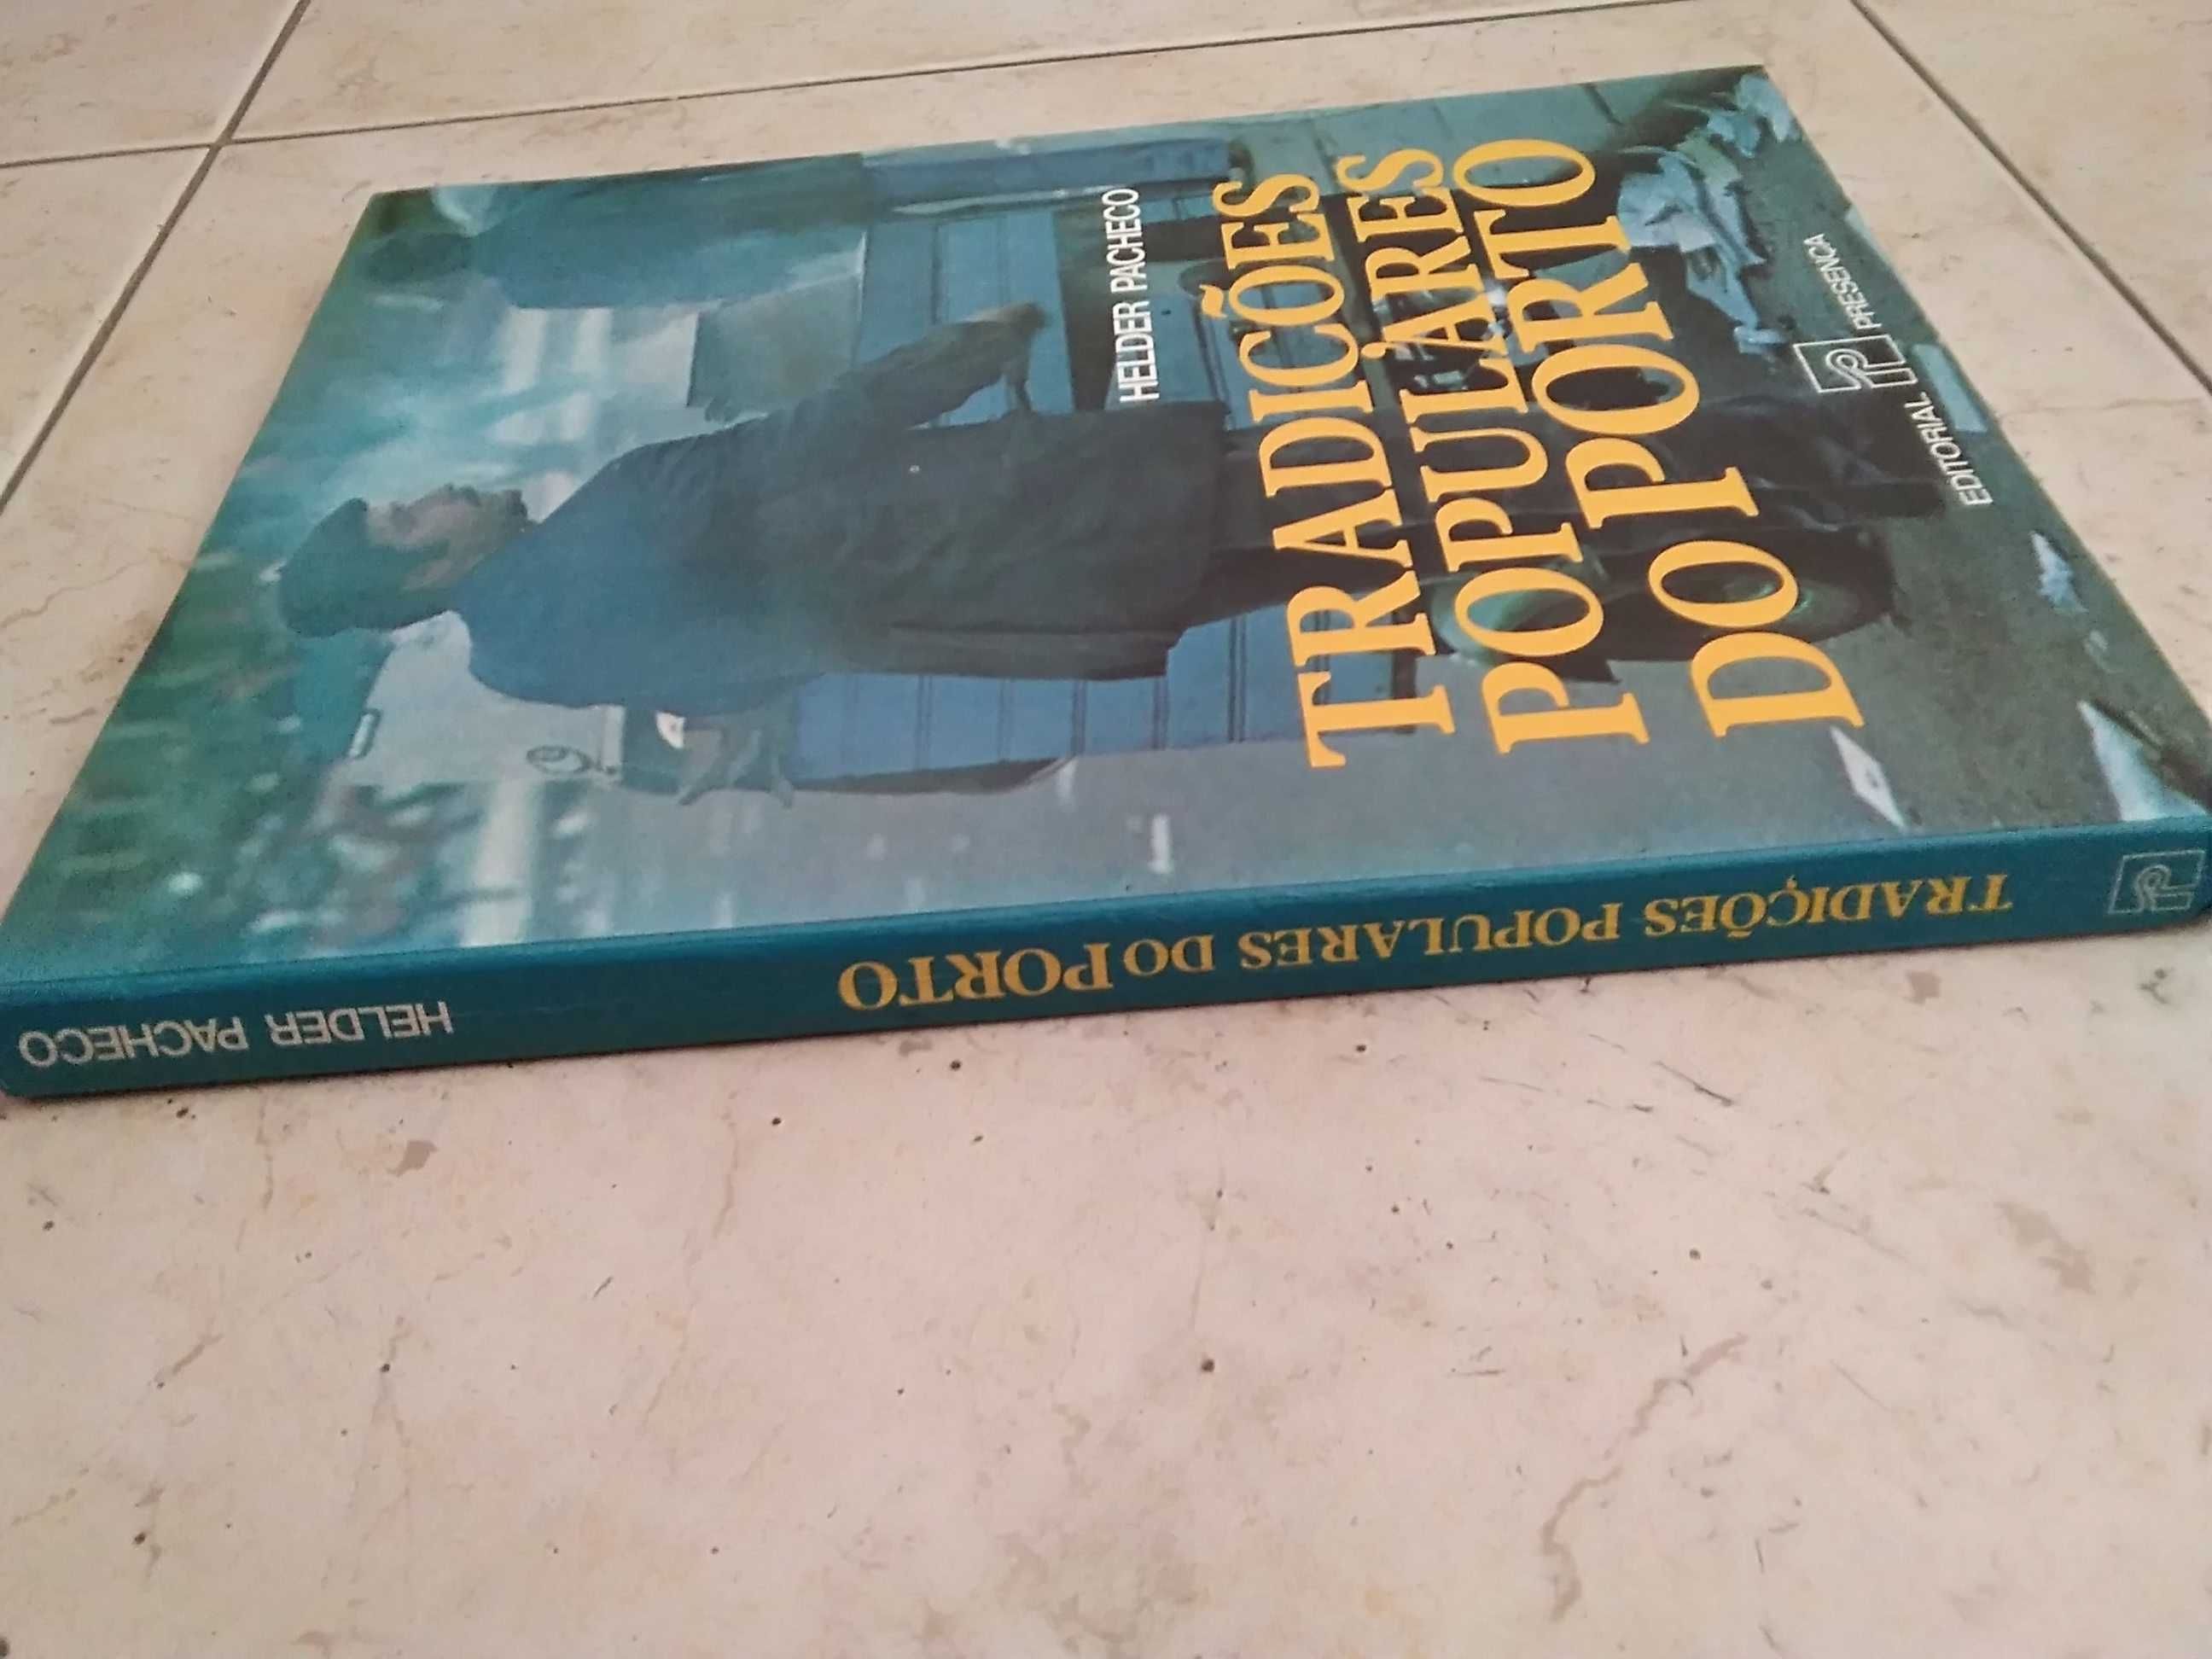 HELDER PACHECO
TRADIÇÕES
POPULARES
DO PORTO
EDITORIAL PRESENÇA
HELDER PACHECO
TRADIÇÕES POPULARES DO PORTO